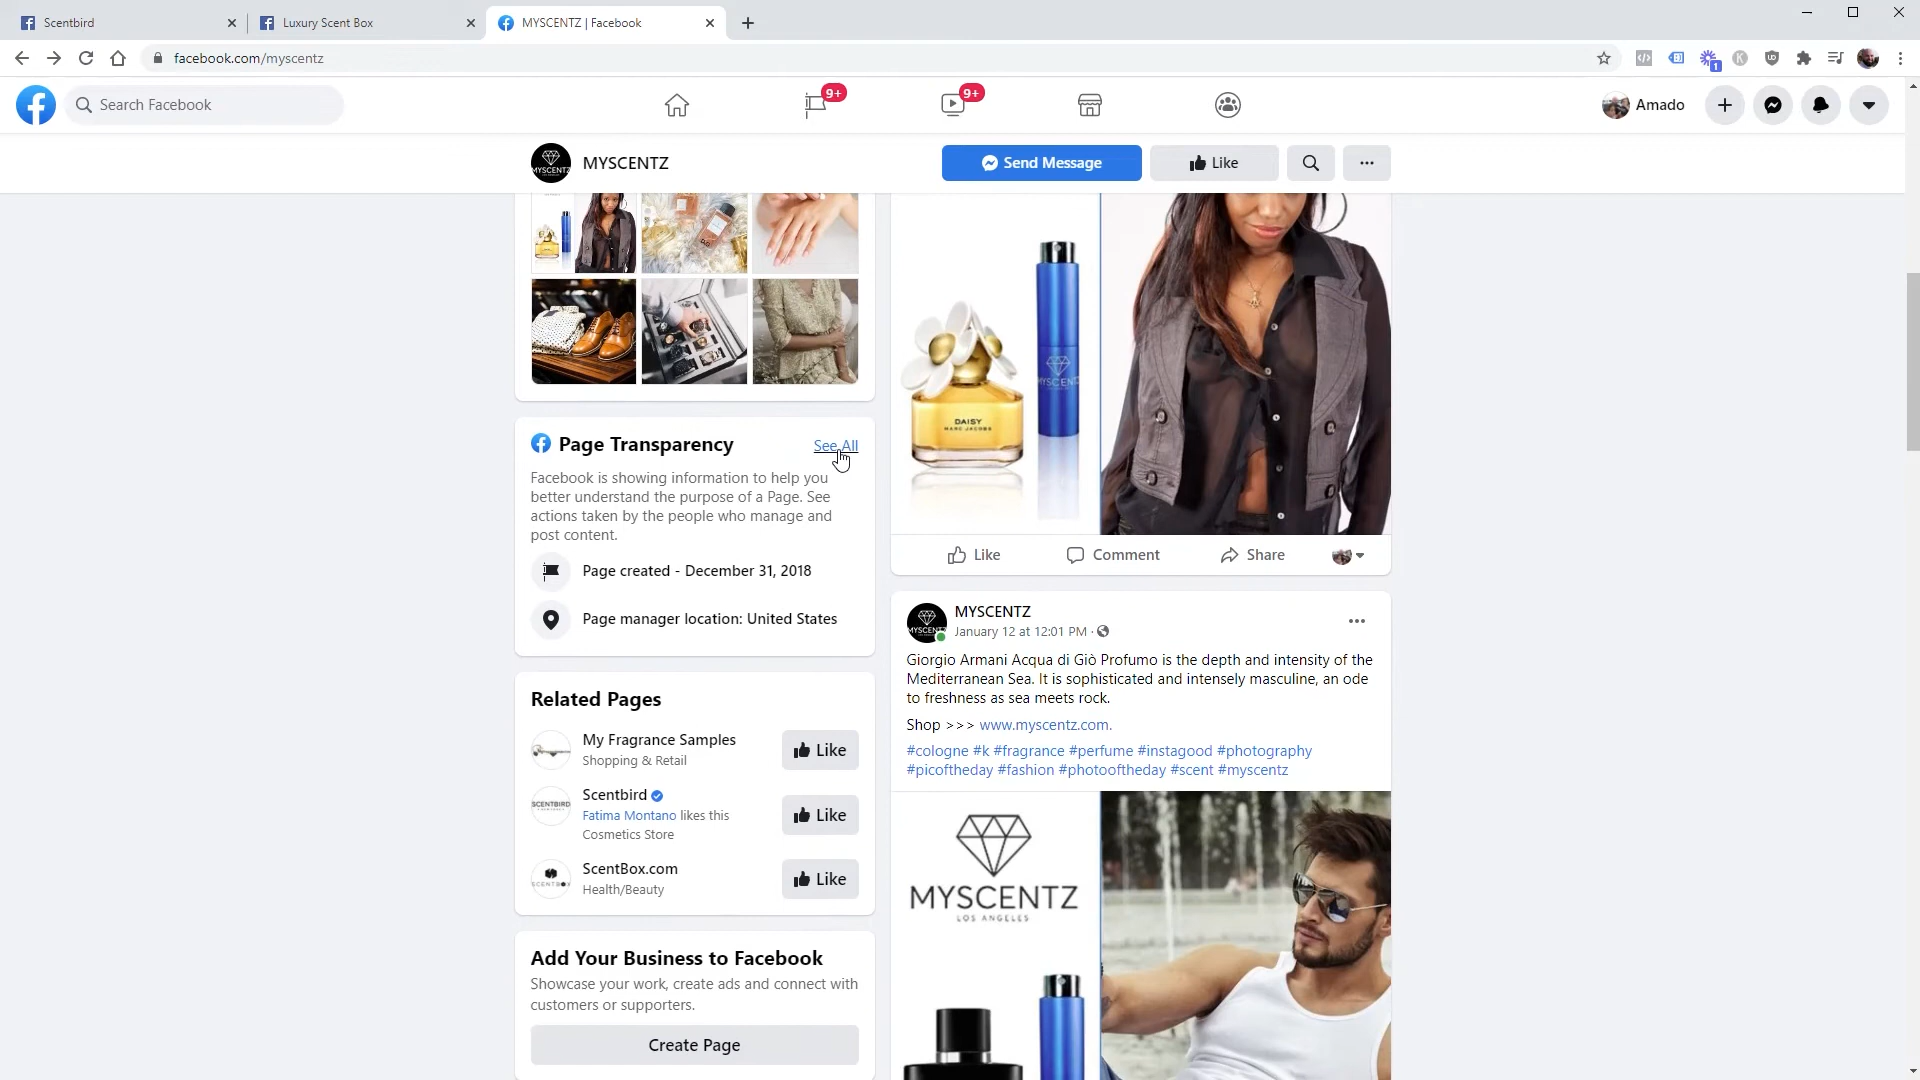 Scentbird
Luxury Scent Box
MYSCENTZ | Facebook
facebook.com/myscentz
1
Search Facebook
9+
9+
Amado
MYSCENTZ
MYSCENTZ
Send Message
Like
Page Transparency
See All
Facebook is showing information to help you
better understand the purpose of a Page. See
actions taken by the people who manage and
post content.
Page created - December 31, 2018
Page manager location: United States
Related Pages
My Fragrance Samples
Shopping & Retail
Like
SCENTBIRD
Scentbird
Fatima Montano likes this
Cosmetics Store
Like
ScentBox.com
Health/Beauty
Like
Add Your Business to Facebook
Showcase your work, create ads and connect with
customers or supporters.
Create Page
MYSCENTZ
DAISY
MARC JACOBS
Like
Comment
Share
MYSCENTZ
MYSCENTZ
January 12 at 12:01 PM ·
Giorgio Armani Acqua di Giò Profumo is the depth and intensity of the
Mediterranean Sea. It is sophisticated and intensely masculine, an ode
to freshness as sea meets rock.
Shop >>> www.myscentz.com.
#cologne #k #fragrance #perfume #instagood #photography
#picoftheday #fashion #photooftheday #scent #myscentz
MYSCENTZ
LOS ANGELES